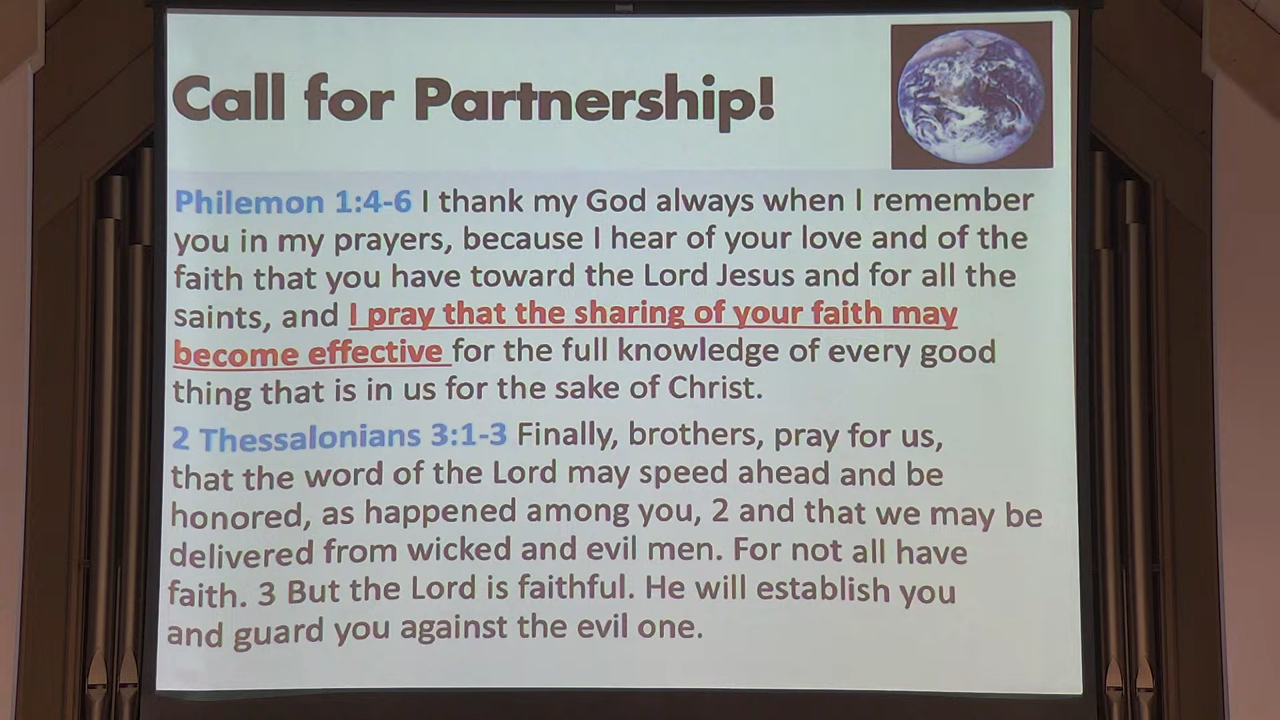 Call for Partnership!
Philemon 1:4-6 I thank my God always when I remember
you in my prayers, because I hear of your love and of the
faith that you have toward the Lord Jesus and for all the
saints, and I pray that the sharing of your faith may
become effective for the full knowledge of every good
thing that is in us for the sake of Christ.
2 Thessalonians 3:1-3 Finally, brothers, pray for us,
that the word of the Lord may speed ahead and be
honored, as happened among you, 2 and that we may be
delivered from wicked and evil men. For not all have
faith. 3 But the Lord is faithful. He will establish you
and guard you against the evil one.